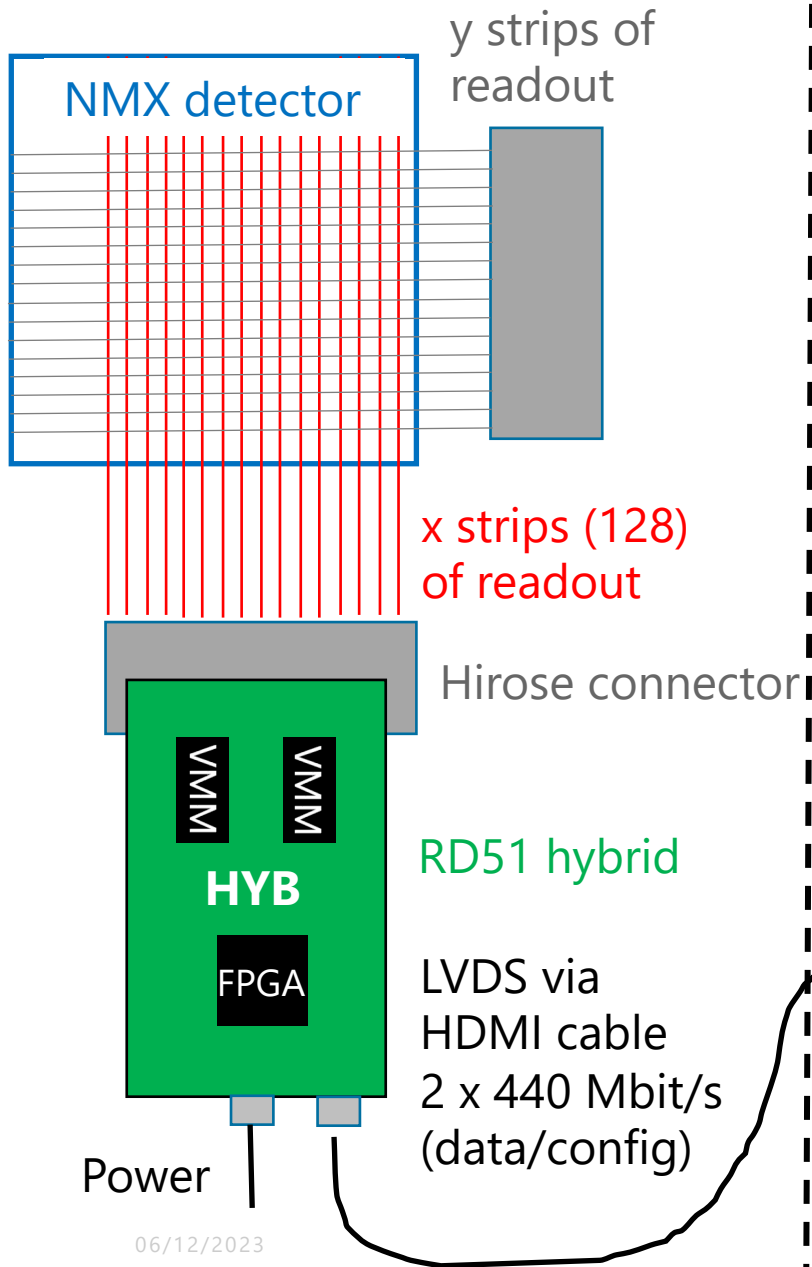 y strips of
readout
NMX detector
x strips (128)
of readout
Hirose connector
VMM
VMM
RD51 hybrid
HYB
FPGA
LVDS via
HDMI cable
2 x 440 Mbit/s
(data/config)
Power
06/12/2023